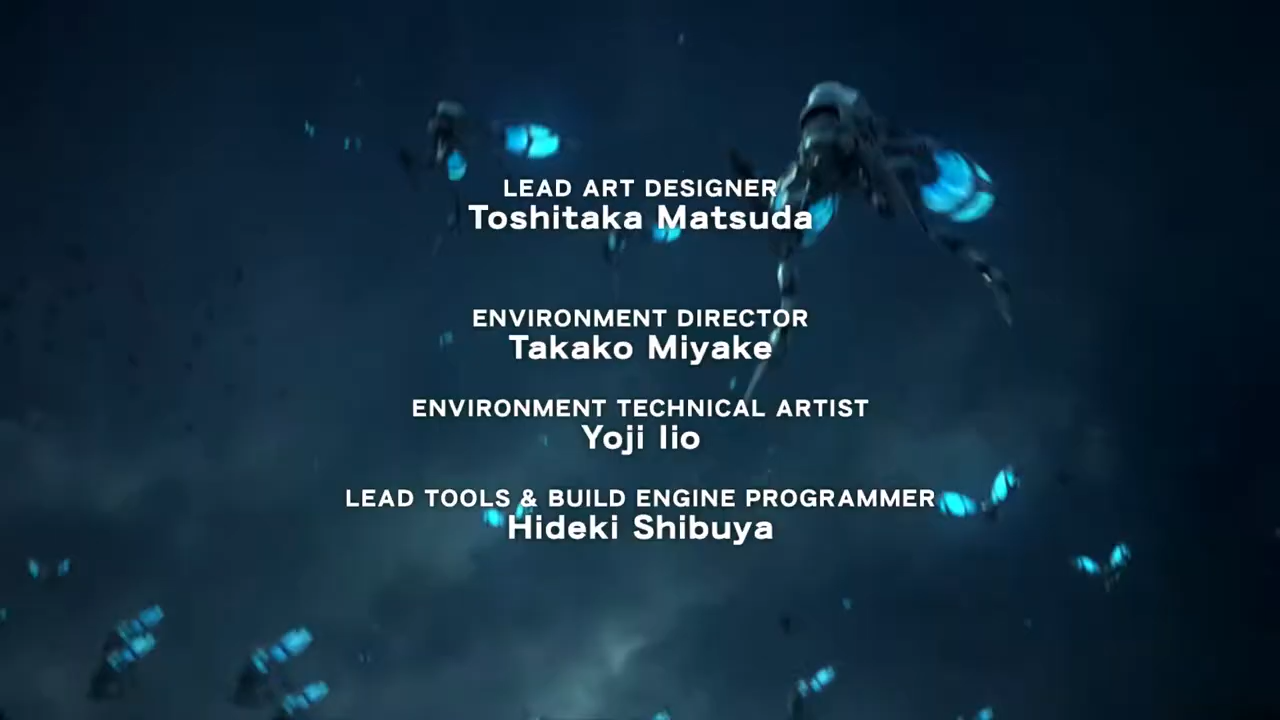 LEAD ART DESIGNER
Toshitaka Matsuda
ENVIRONMENT DIRECTOR
Takako Miyake
ENVIRONMENT TECHNICAL ARTIST
Yoji Iio
LEAD TOOLS & BUILD ENGINE PROGRAMMER
Hideki Shibuya